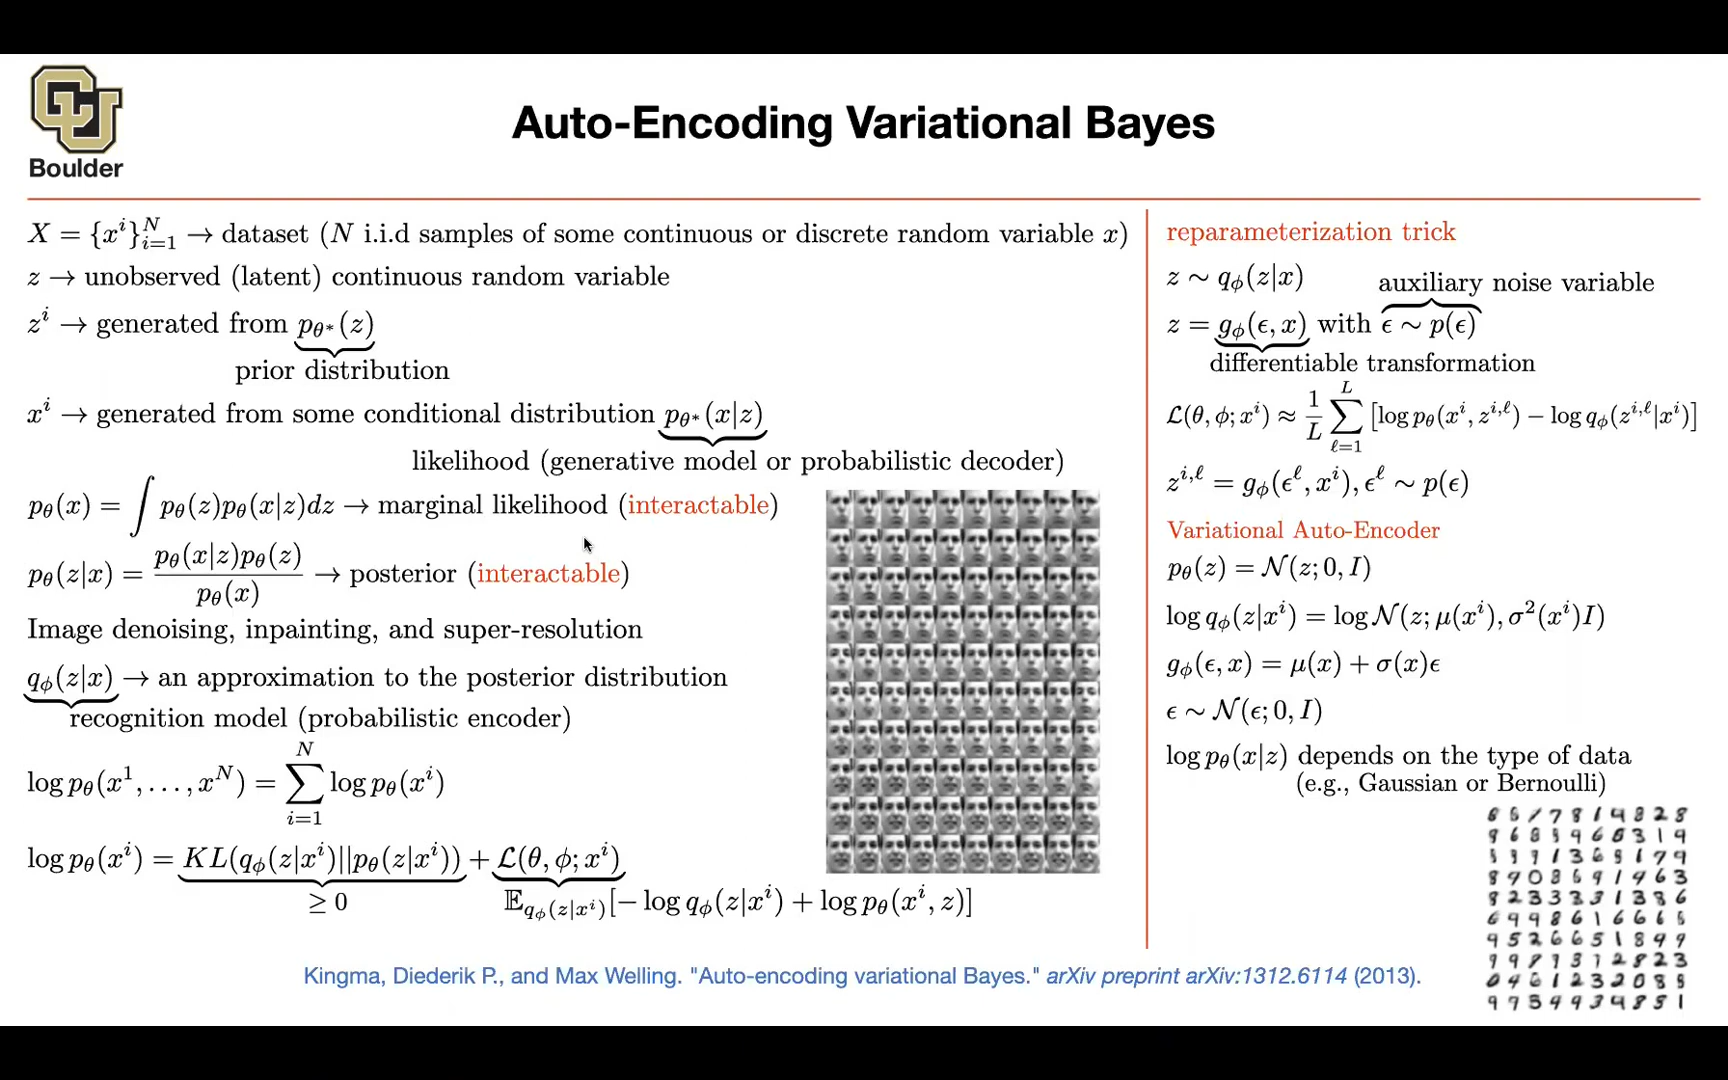 Boulder
Auto-Encoding Variational Bayes
X = {x^i}_{i=1}^N → dataset (N i.i.d samples of some continuous or discrete random variable x)
z → unobserved (latent) continuous random variable
z^i → generated from p_{θ*}(z)
prior distribution
x^i → generated from some conditional distribution p_{θ*}(x|z)
likelihood (generative model or probabilistic decoder)
p_θ(x) = ∫ p_θ(z)p_θ(x|z)dz → marginal likelihood (interactable)
p_θ(z|x) = p_θ(x|z)p_θ(z) / p_θ(x) → posterior (interactable)
Image denoising, inpainting, and super-resolution
q_ϕ(z|x) → an approximation to the posterior distribution
recognition model (probabilistic encoder)
log p_θ(x^1, . . . , x^N) = ∑_{i=1}^N log p_θ(x^i)
log p_θ(x^i) = KL(q_ϕ(z|x^i)||p_θ(z|x^i)) + ℒ(θ, ϕ; x^i)
≥ 0
𝔼_{q_ϕ(z|x^i)}[− log q_ϕ(z|x^i) + log p_θ(x^i, z)]
reparameterization trick
z ∼ q_ϕ(z|x)
auxiliary noise variable
z = g_ϕ(ϵ, x) with ϵ ∼ p(ϵ)
differentiable transformation
ℒ(θ, ϕ; x^i) ≈ 1/L ∑_{ℓ=1}^L [log p_θ(x^i, z^{i,ℓ}) − log q_ϕ(z^{i,ℓ}|x^i)]
z^{i,ℓ} = g_ϕ(ϵ^ℓ, x^i), ϵ^ℓ ∼ p(ϵ)
Variational Auto-Encoder
p_θ(z) = 𝒩(z; 0, I)
log q_ϕ(z|x^i) = log 𝒩(z; μ(x^i), σ^2(x^i)I)
g_ϕ(ϵ, x) = μ(x) + σ(x)ϵ
ϵ ∼ 𝒩(ϵ; 0, I)
log p_θ(x|z) depends on the type of data
(e.g., Gaussian or Bernoulli)
Kingma, Diederik P., and Max Welling. "Auto-encoding variational Bayes." arXiv preprint arXiv:1312.6114 (2013).